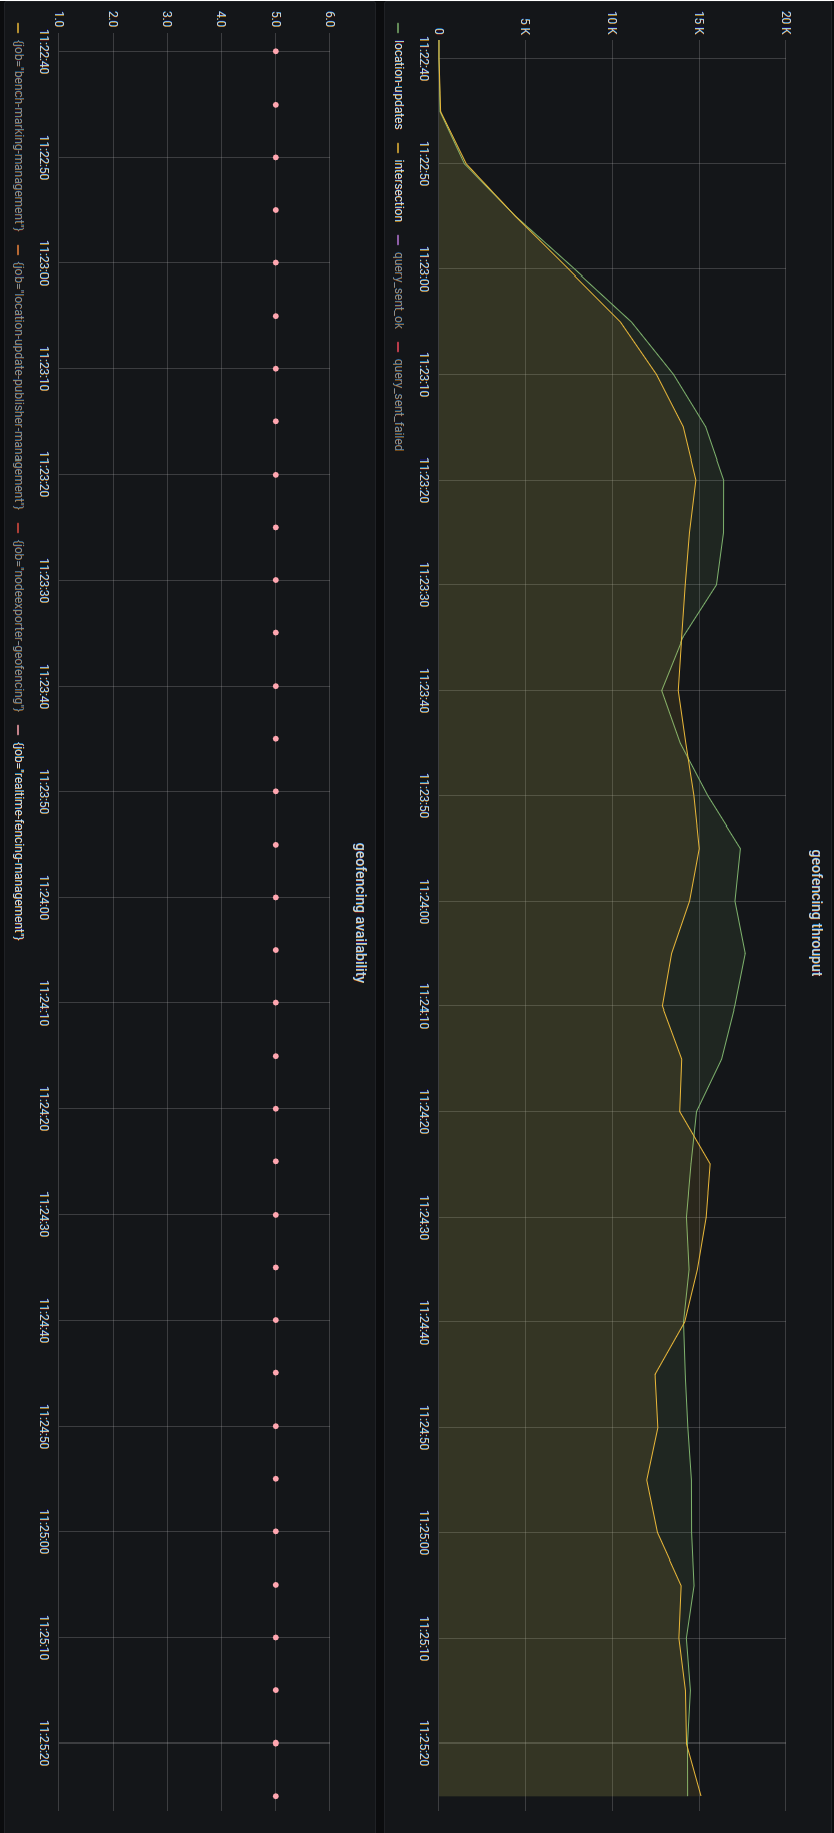 geofencing throuput
20 K
15 K
10 K
5 K
0
11:22:40 11:22:50 11:23:00 11:23:10 11:23:20 11:23:30 11:23:40 11:23:50 11:24:00 11:24:10 11:24:20 11:24:30 11:24:40 11:24:50 11:25:00 11:25:10 11:25:20
location-updates intersection query_sent_ok query_sent_failed
geofencing availability
6.0
5.0
4.0
3.0
2.0
1.0
11:22:40 11:22:50 11:23:00 11:23:10 11:23:20 11:23:30 11:23:40 11:23:50 11:24:00 11:24:10 11:24:20 11:24:30 11:24:40 11:24:50 11:25:00 11:25:10 11:25:20
{job="bench-marking-management"} {job="location-update-publisher-management"} {job="nodeexporter-geofencing"} {job="realtime-fencing-management"}